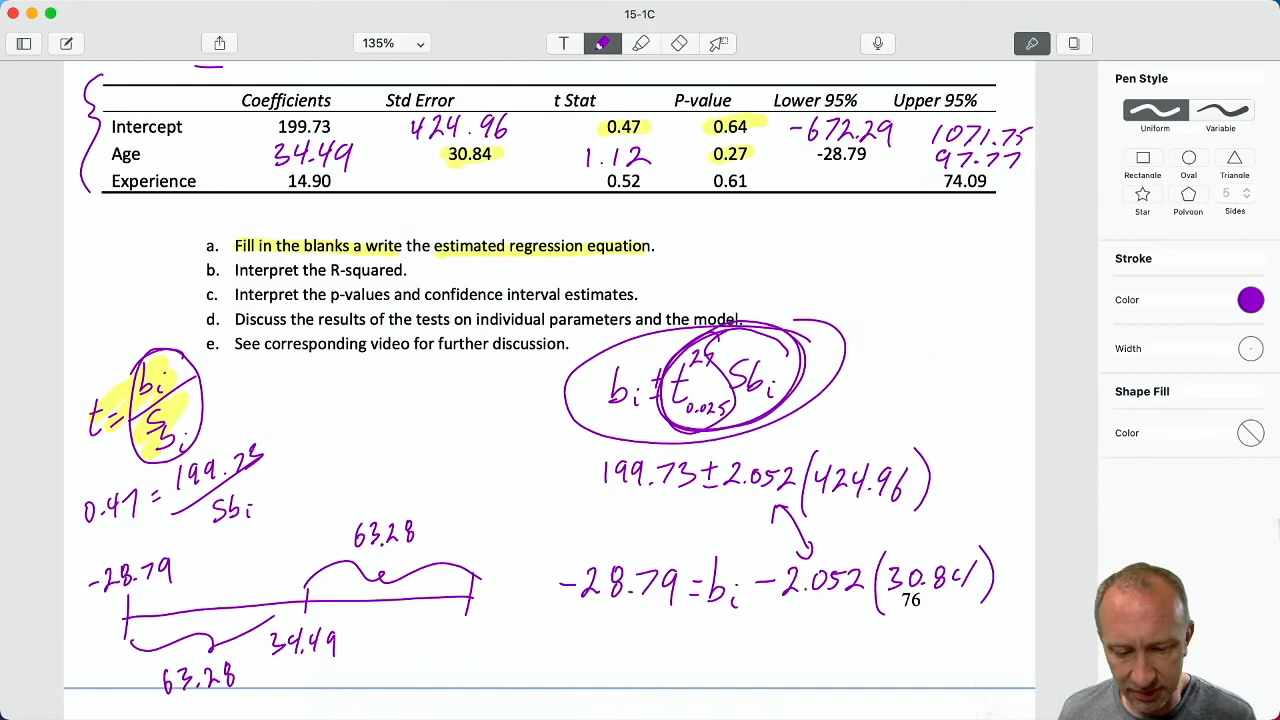 15-1C
135%
T
Pen Style
Uniform
Variable
Rectangle
Oval
Triangle
Star
Polygon
5
Sides
Stroke
Color
Width
Shape Fill
Color
Coefficients Std Error t Stat P-value Lower 95% Upper 95%
Intercept 199.73 424.96 0.47 0.64 -672.29 1071.75
Age 34.49 30.84 1.12 0.27 -28.79 97.77
Experience 14.90 0.52 0.61 74.09
a. Fill in the blanks a write the estimated regression equation.
b. Interpret the R-squared.
c. Interpret the p-values and confidence interval estimates.
d. Discuss the results of the tests on individual parameters and the model.
e. See corresponding video for further discussion.
t = bi / Sbi
0.47 = 199.73 / Sbi
bi ± t 27 0.025 Sbi
199.73 ± 2.052 (424.96)
-28.79 = bi - 2.052 (30.84)
76
63.28
-28.79
34.49
63.28